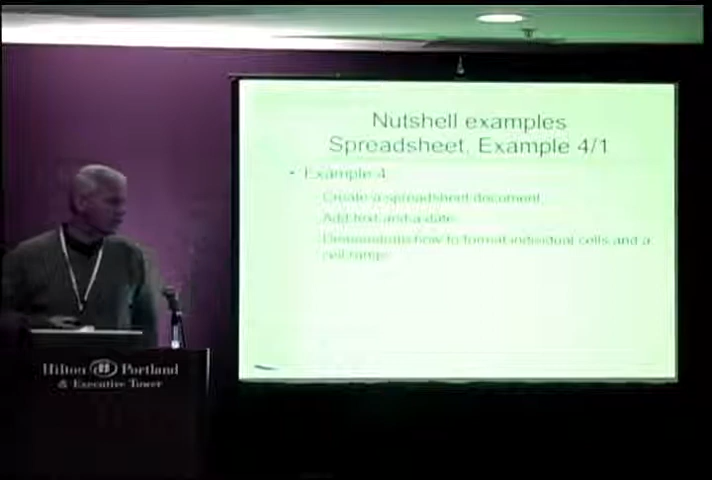 Nutshell examples
Spreadsheet, Example 4/1
• Example 4
Create a spreadsheet document
Add text and a date
Demonstrate how to format individual cells and a
cell range
Hilton Portland
& Executive Tower